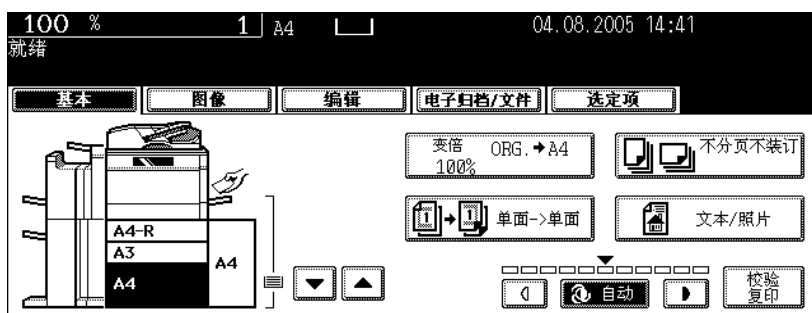 100 % 1 A4 04.08.2005 14:41
就绪
基本 图像 编辑 电子归档/文件 选定项
变倍 ORG.→A4
100%
不分页不装订
1→1 单面->单面
文本/照片
A4-R
A3
A4
A4
自动
校验
复印